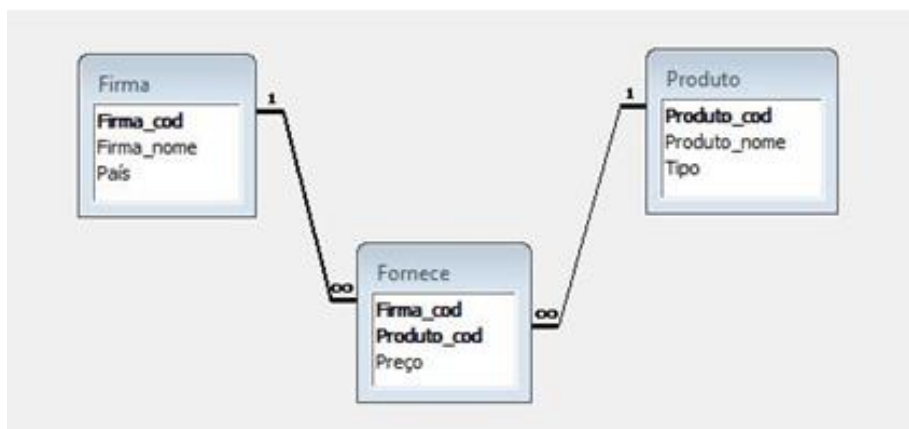 Firma
Firma_cod
Firma_nome
País
1
Produto
Produto_cod
Produto_nome
Tipo
1
Fornece
Firma_cod
Produto_cod
Preço
∞
∞